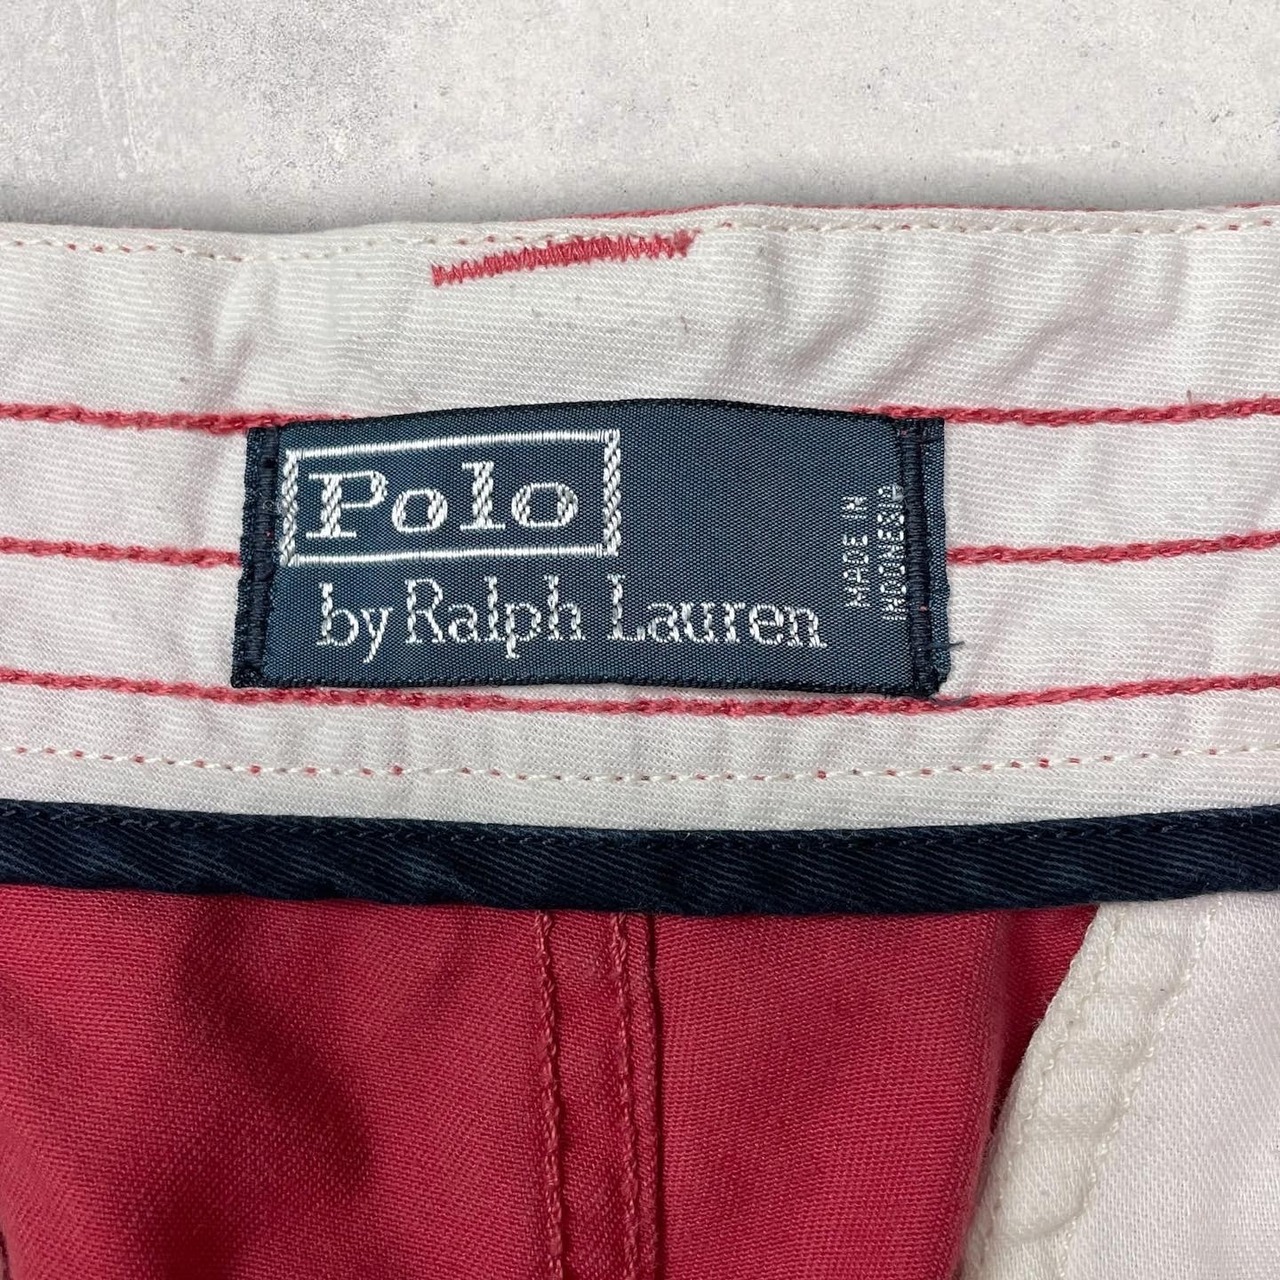 Polo
by Ralph Lauren
MADE IN
INDONESIA